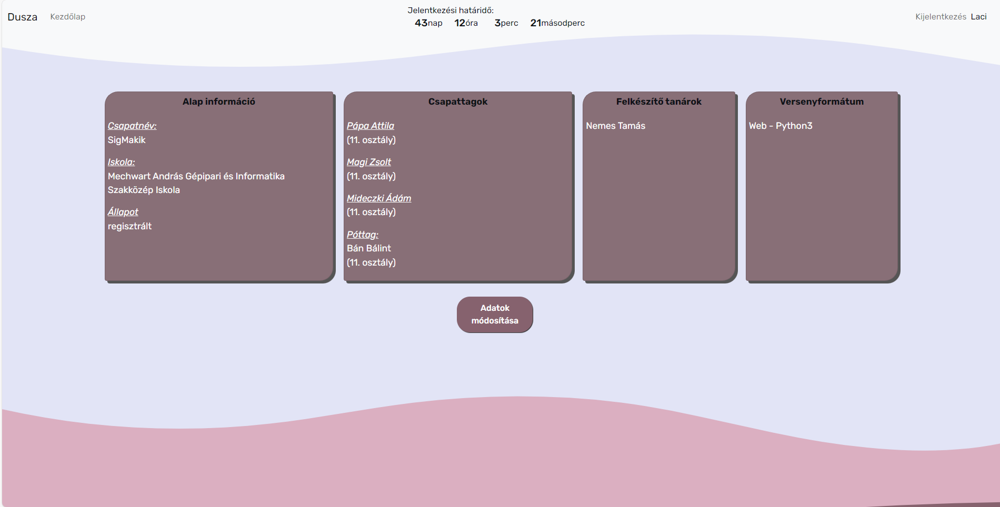 Dusza
Kezdőlap
Jelentkezési határidő:
43nap 12óra 3perc 21másodperc
Kijelentkezés Laci
Alap információ
Csapatnév:
SigMakik
Iskola:
Mechwart András Gépipari és Informatika
Szakközép Iskola
Állapot
regisztrált
Csapattagok
Pápa Attila
(11. osztály)
Magi Zsolt
(11. osztály)
Mideczki Ádám
(11. osztály)
Póttag:
Bán Bálint
(11. osztály)
Felkészítő tanárok
Nemes Tamás
Versenyformátum
Web - Python3
Adatok
módosítása